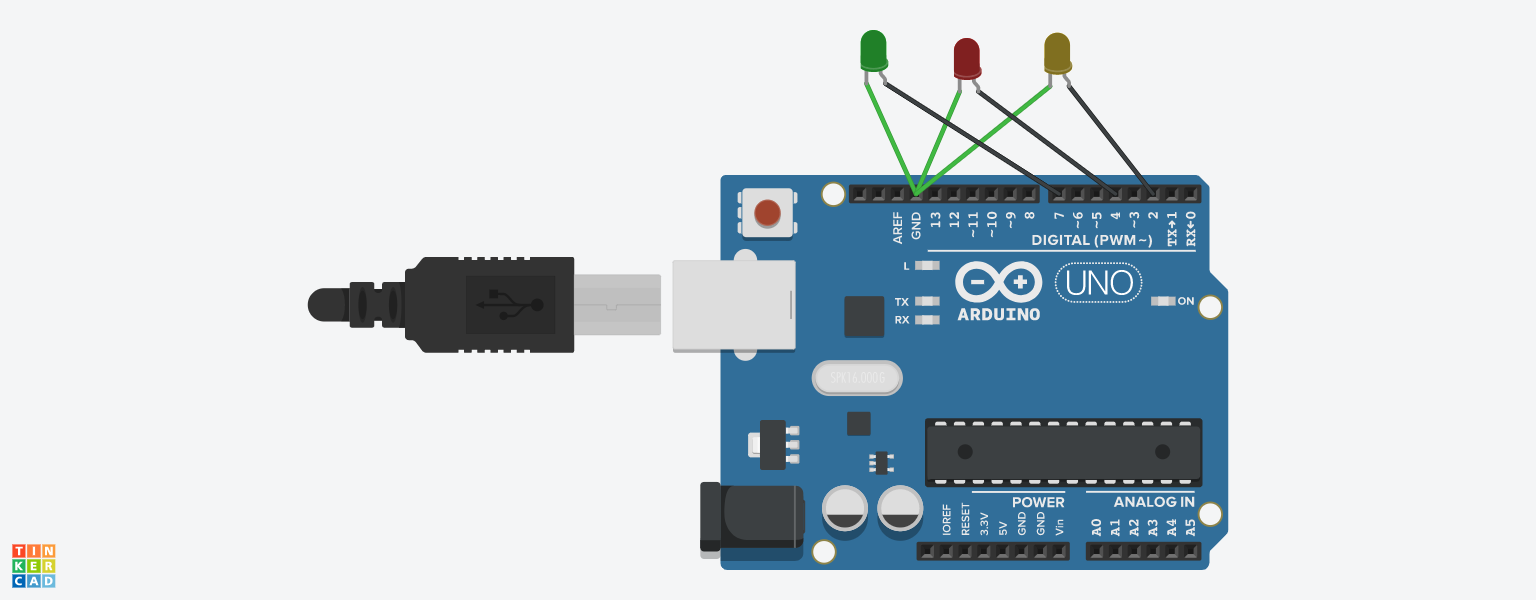 AREF
GND
13
12
~11
~10
~9
8
7
~6
~5
4
~3
2
TX→1
RX←0
DIGITAL (PWM~)
L
TX
RX
ARDUINO
UNO
ON
SPK16.000G
POWER
ANALOG IN
IOREF
RESET
3.3V
5V
GND
GND
Vin
A0
A1
A2
A3
A4
A5
TIN
KER
CAD